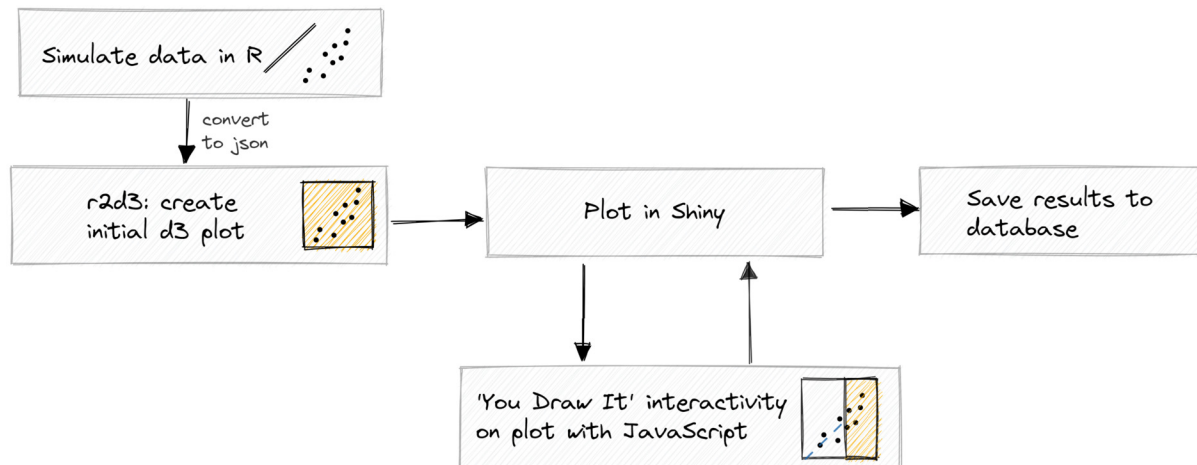 Simulate data in R
convert
to json
r2d3: create
initial d3 plot
Plot in Shiny
Save results to
database
'You Draw It' interactivity
on plot with JavaScript